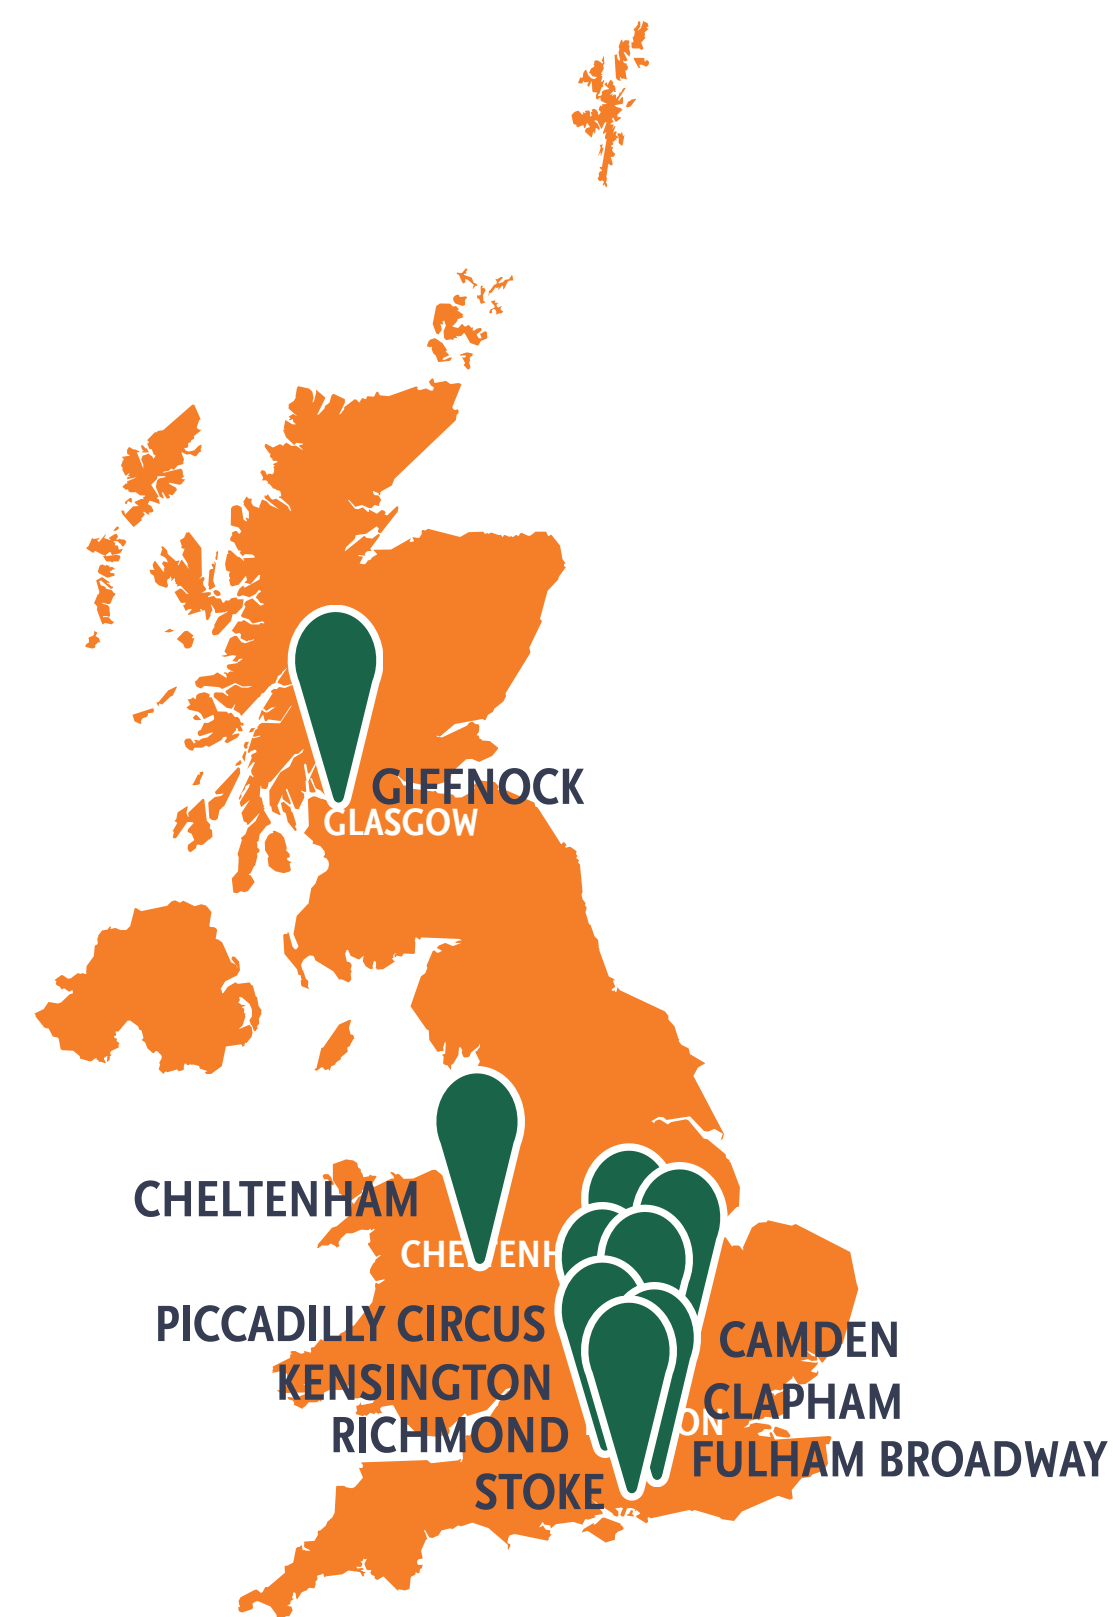 GIFFNOCK
GLASGOW
CHELTENHAM
PICCADILLY CIRCUS
KENSINGTON
RICHMOND
STOKE
CAMDEN
CLAPHAM
FULHAM BROADWAY